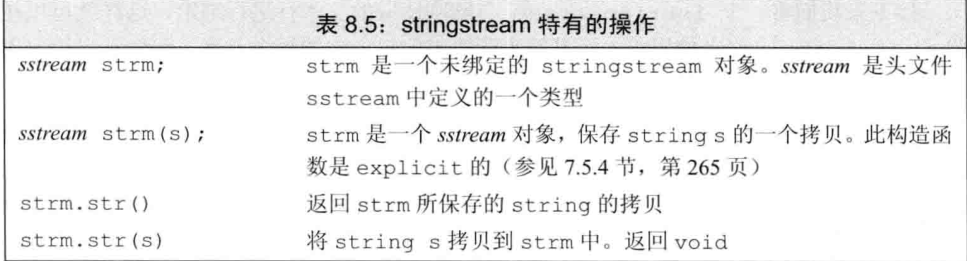 表 8.5：stringstream 特有的操作
sstream strm; strm 是一个未绑定的 stringstream 对象。sstream 是头文件
sstream 中定义的一个类型
sstream strm(s); strm 是一个 sstream 对象，保存 string s 的一个拷贝。此构造函
数是 explicit 的（参见 7.5.4 节，第 265 页）
strm.str() 返回 strm 所保存的 string 的拷贝
strm.str(s) 将 string s 拷贝到 strm 中。返回 void